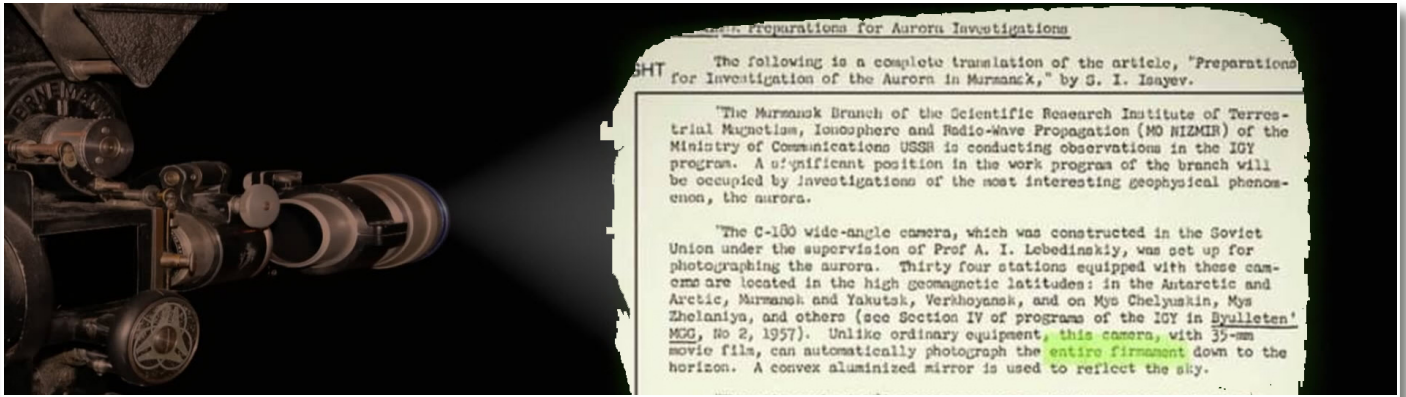 ERNEMANN
Preparations for Aurora Investigations
GHT
The following is a complete translation of the article, "Preparations
for Investigation of the Aurora in Murmansk," by S. I. Isayev.
"The Murmansk Branch of the Scientific Research Institute of Terres-
trial Magnetism, Ionosphere and Radio-Wave Propagation (MO NIZMIR) of the
Ministry of Communications USSR is conducting observations in the IGY
program. A significant position in the work program of the branch will
be occupied by investigations of the most interesting geophysical phenom-
enon, the aurora.
"The C-180 wide-angle camera, which was constructed in the Soviet
Union under the supervision of Prof A. I. Lebedinskiy, was set up for
photographing the aurora. Thirty four stations equipped with these cam-
eras are located in the high geomagnetic latitudes: in the Antarctic and
Arctic, Murmansk and Yakutsk, Verkhoyansk, and on Mys Chelyuskin, Mys
Zhelaniya, and others (see Section IV of programs of the IGY in Byulleten'
MGG, No 2, 1957). Unlike ordinary equipment, this camera, with 35-mm
movie film, can automatically photograph the entire firmament down to the
horizon. A convex aluminized mirror is used to reflect the sky.